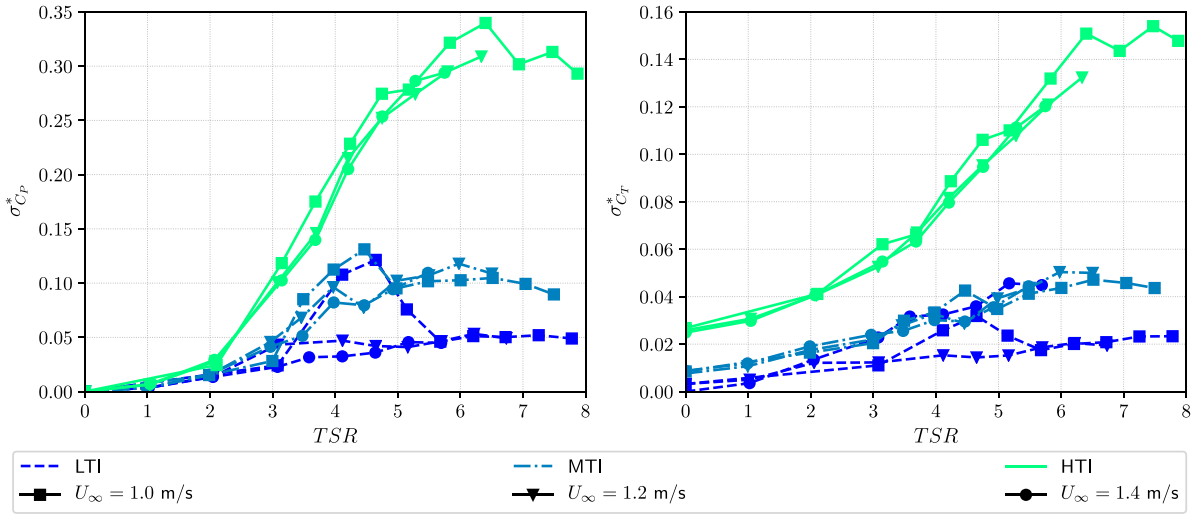 0.35
0.30
0.25
0.20
0.15
0.10
0.05
0.00
σ*_{C_P}
0 1 2 3 4 5 6 7 8
TSR
0.16
0.14
0.12
0.10
0.08
0.06
0.04
0.02
0.00
σ*_{C_T}
0 1 2 3 4 5 6 7 8
TSR
LTI MTI HTI
U_∞ = 1.0 m/s U_∞ = 1.2 m/s U_∞ = 1.4 m/s